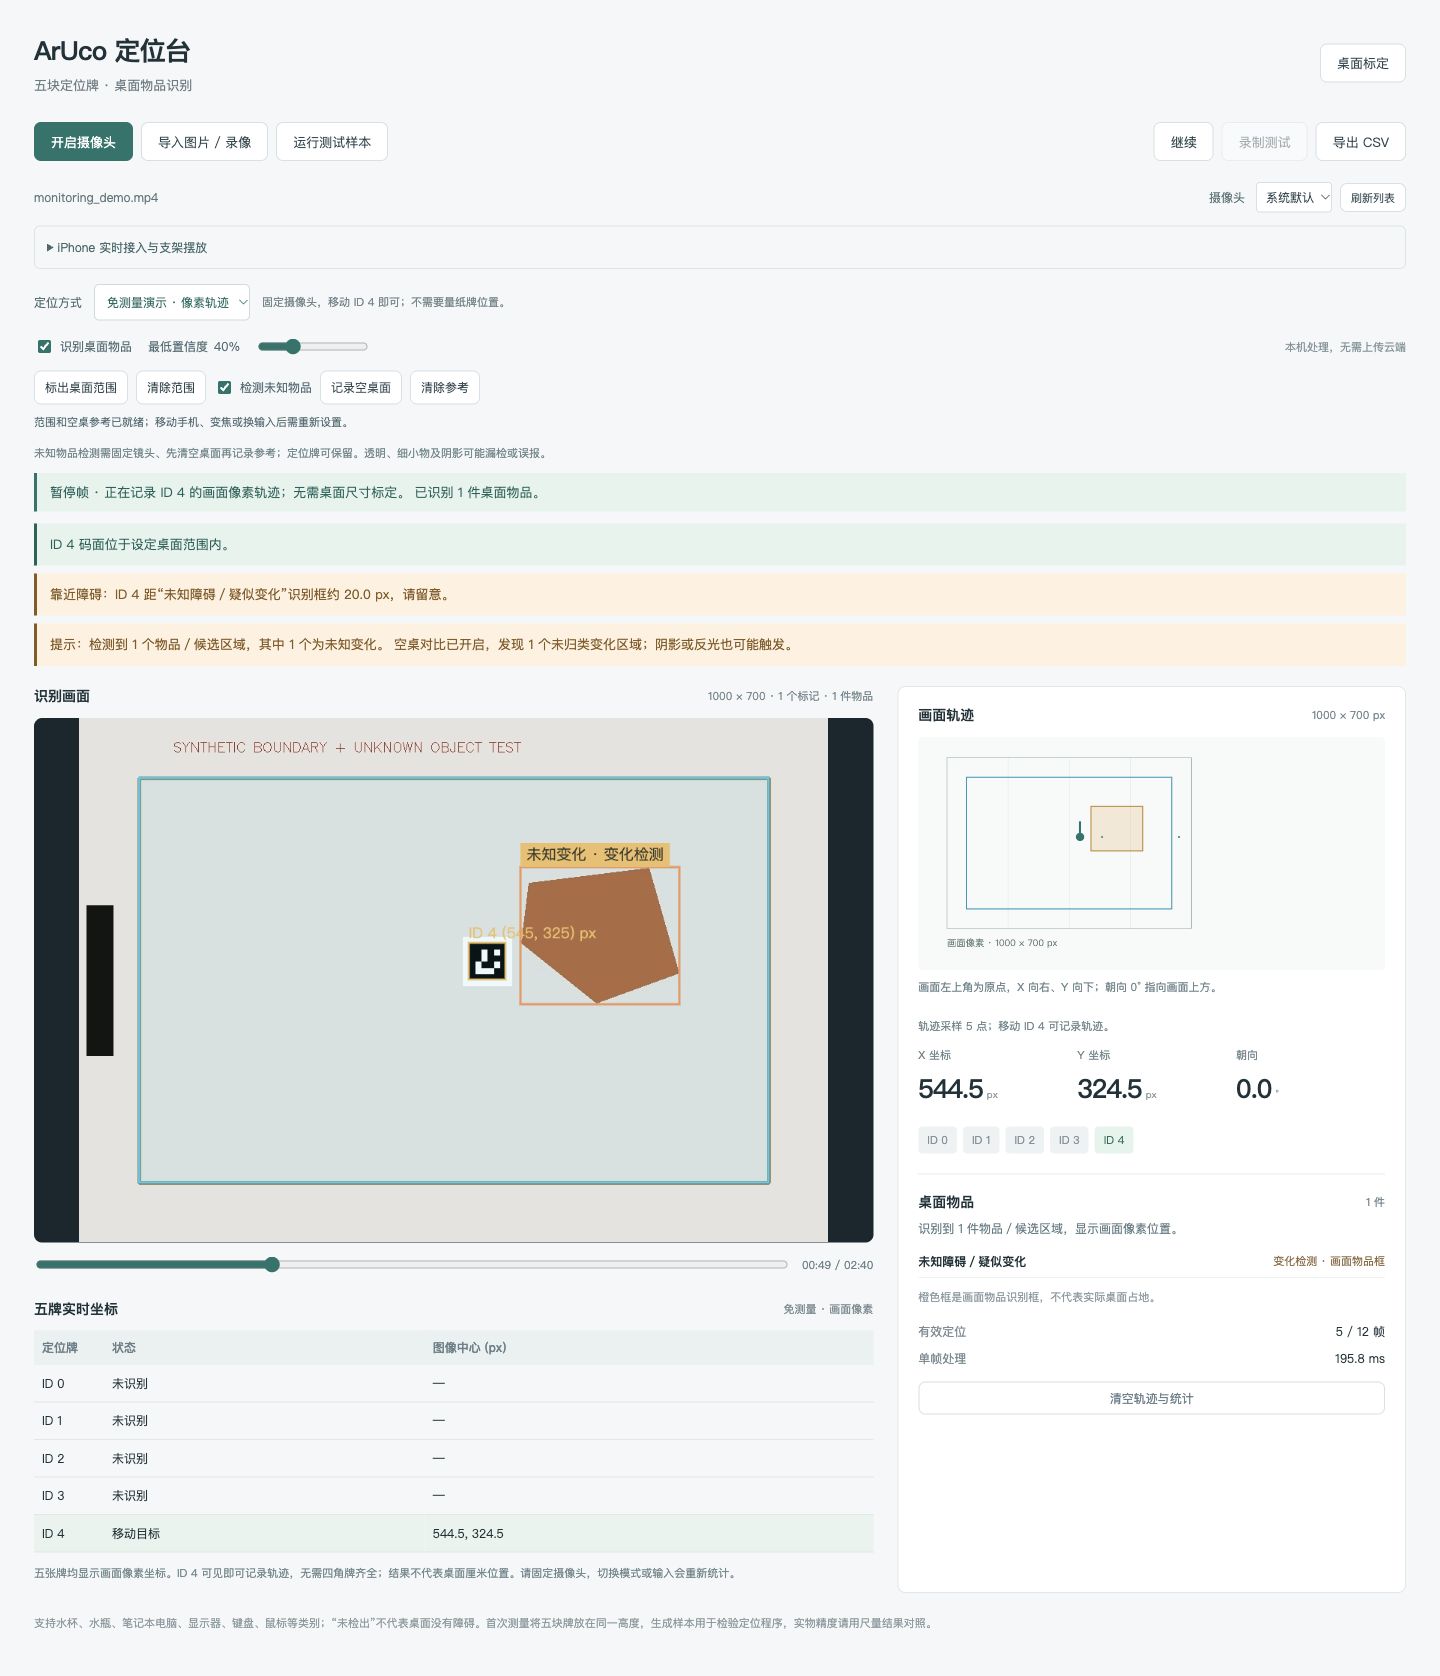 ArUco 定位台
五块定位牌 · 桌面物品识别
桌面标定
开启摄像头 导入图片 / 录像 运行测试样本 继续 录制测试 导出 CSV
monitoring_demo.mp4 摄像头 系统默认 刷新列表
iPhone 实时接入与支架摆放
定位方式 免测量演示 · 像素轨迹 固定摄像头，移动 ID 4 即可；不需要量纸牌位置。
识别桌面物品 最低置信度 40% 本机处理，无需上传云端
标出桌面范围 清除范围 检测未知物品 记录空桌面 清除参考
范围和空桌参考已就绪；移动手机、变焦或换输入后需重新设置。
未知物品检测需固定镜头、先清空桌面再记录参考；定位牌可保留。透明、细小物及阴影可能漏检或误报。
暂停帧 · 正在记录 ID 4 的画面像素轨迹；无需桌面尺寸标定。 已识别 1 件桌面物品。
ID 4 码面位于设定桌面范围内。
靠近障碍：ID 4 距“未知障碍 / 疑似变化”识别框约 20.0 px，请留意。
提示：检测到 1 个物品 / 候选区域，其中 1 个为未知变化。 空桌对比已开启，发现 1 个未归类变化区域；阴影或反光也可能触发。
识别画面 1000 × 700 · 1 个标记 · 1 件物品
SYNTHETIC BOUNDARY + UNKNOWN OBJECT TEST
未知变化 · 变化检测
ID 4 (545, 325) px
00:49 / 02:40
五牌实时坐标 免测量 · 画面像素
定位牌 状态 图像中心 (px)
ID 0 未识别 —
ID 1 未识别 —
ID 2 未识别 —
ID 3 未识别 —
ID 4 移动目标 544.5, 324.5
五张牌均显示画面像素坐标。ID 4 可见即可记录轨迹，无需四角牌齐全；结果不代表桌面厘米位置。请固定摄像头，切换模式或输入会重新统计。
画面轨迹 1000 × 700 px
画面像素 · 1000 × 700 px
画面左上角为原点，X 向右、Y 向下；朝向 0° 指向画面上方。
轨迹采样 5 点；移动 ID 4 可记录轨迹。
X 坐标 Y 坐标 朝向
544.5 px 324.5 px 0.0 °
ID 0 ID 1 ID 2 ID 3 ID 4
桌面物品 1 件
识别到 1 件物品 / 候选区域，显示画面像素位置。
未知障碍 / 疑似变化 变化检测 · 画面物品框
橙色框是画面物品识别框，不代表实际桌面占地。
有效定位 5 / 12 帧
单帧处理 195.8 ms
清空轨迹与统计
支持水杯、水瓶、笔记本电脑、显示器、键盘、鼠标等类别；“未检出”不代表桌面没有障碍。首次测量将五块牌放在同一高度，生成样本用于检验定位程序，实物精度请用尺量结果对照。